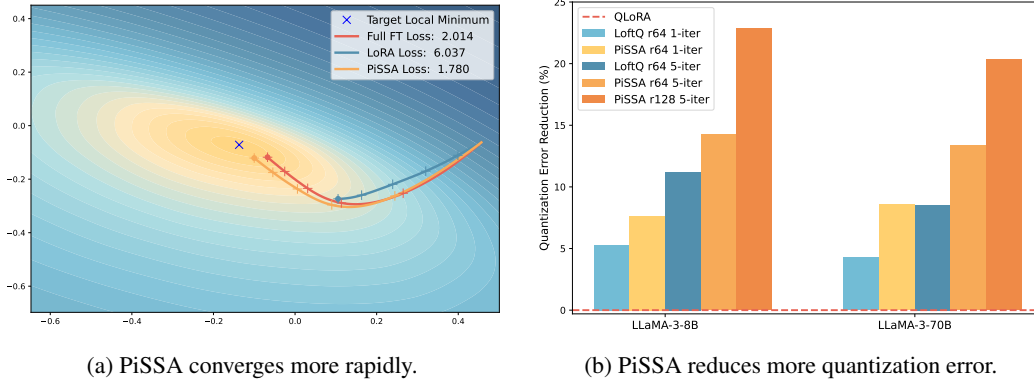 Target Local Minimum
Full FT Loss: 2.014
LoRA Loss: 6.037
PiSSA Loss: 1.780
0.4
0.2
0.0
−0.2
−0.4
−0.6
−0.6
−0.4
−0.2
0.0
0.2
0.4
(a) PiSSA converges more rapidly.
Quantization Error Reduction (%)
25
20
15
10
5
0
QLoRA
LoftQ r64 1-iter
PiSSA r64 1-iter
LoftQ r64 5-iter
PiSSA r64 5-iter
PiSSA r128 5-iter
LLaMA-3-8B
LLaMA-3-70B
(b) PiSSA reduces more quantization error.